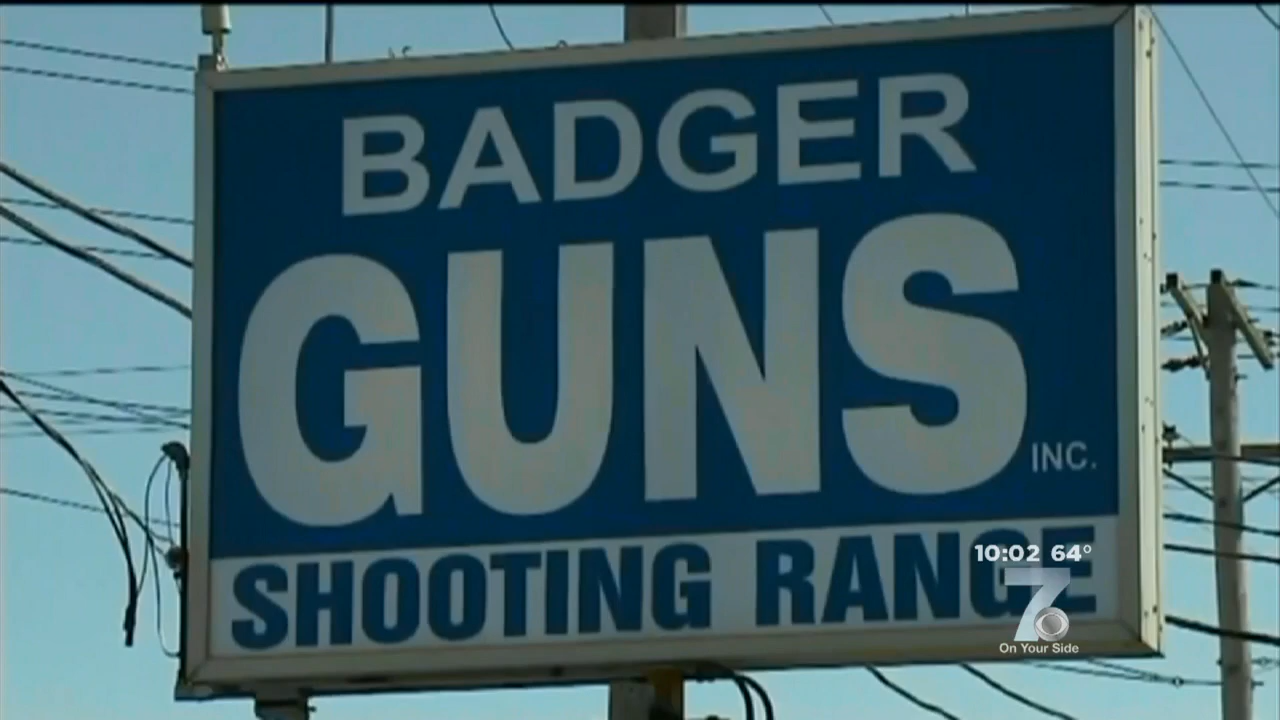 BADGER
GUNS
INC.
SHOOTING RANGE
10:02 64°
7
On Your Side